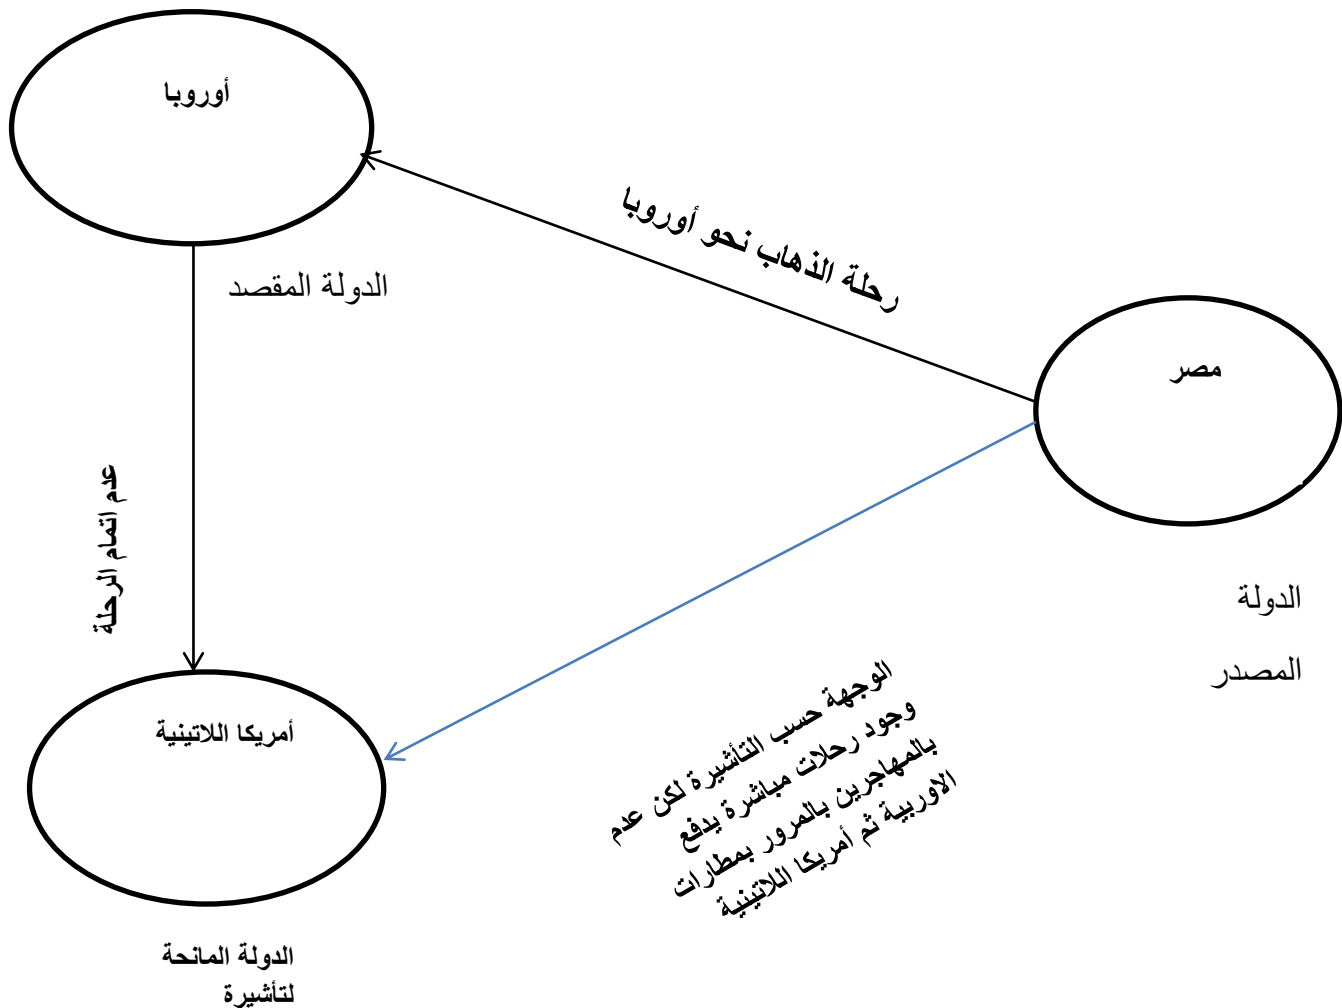 أوروبا
رحلة الذهاب نحو أوروبا
الدولة المقصد
مصر
الدولة
المصدر
عدم اتمام الرحلة
أمريكا اللاتينية
الوجهة حسب التأشيرة لكن عدم
وجود رحلات مباشرة يدفع
بالمهاجرين بالمرور بمطارات
الاوربية ثم أمريكا اللاتينية
الدولة المانحة
لتأشيرة